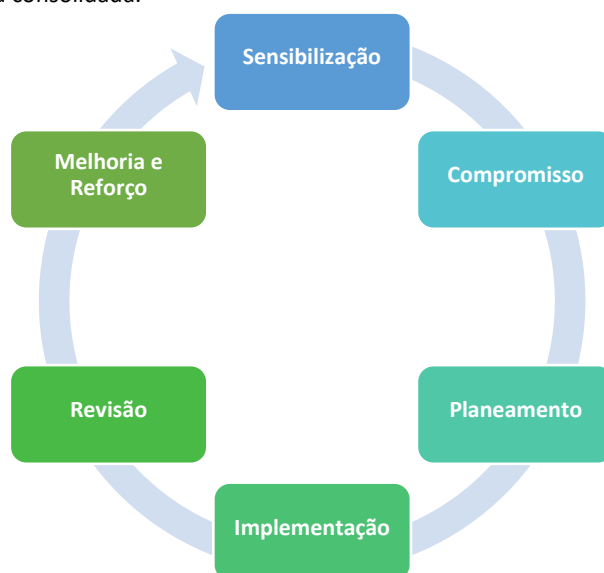 consolidada.
Sensibilização
Compromisso
Planeamento
Implementação
Revisão
Melhoria e
Reforço